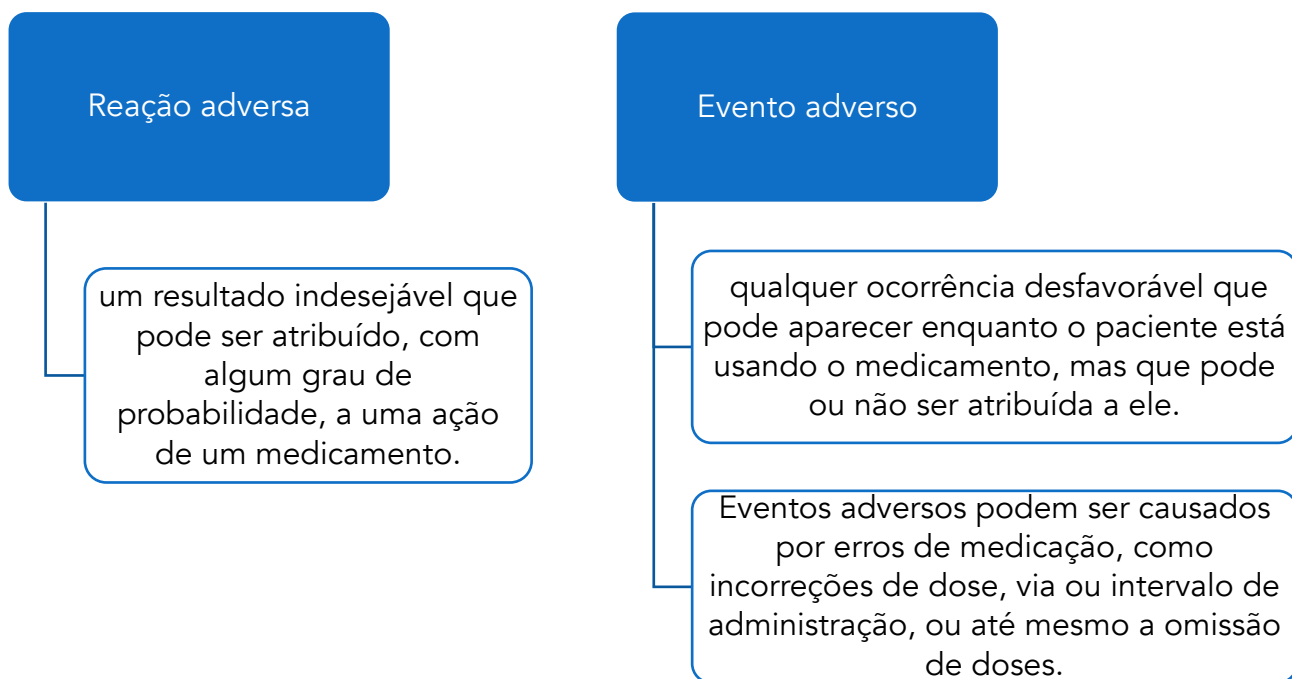 Reação adversa
um resultado indesejável que
pode ser atribuído, com
algum grau de
probabilidade, a uma ação
de um medicamento.
Evento adverso
qualquer ocorrência desfavorável que
pode aparecer enquanto o paciente está
usando o medicamento, mas que pode
ou não ser atribuída a ele.
Eventos adversos podem ser causados
por erros de medicação, como
incorreções de dose, via ou intervalo de
administração, ou até mesmo a omissão
de doses.